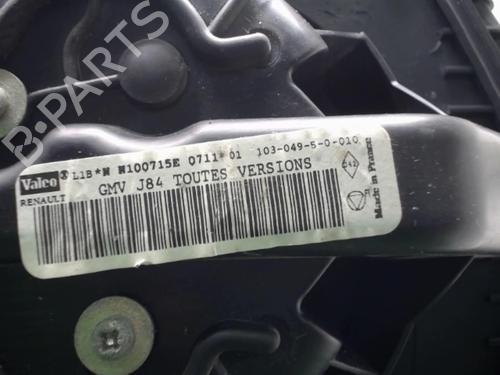 B-PARTS
Valeo® L1B*N N100715E 0711*01 103-049-5-0-010
RENAULT GMV J84 TOUTES VERSIONS
Made in France